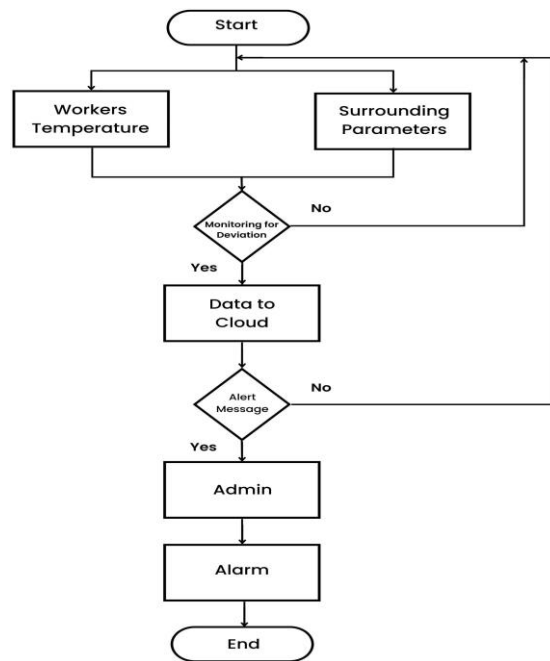 Start
Workers
Temperature
Surrounding
Parameters
Monitoring for
Deviation
No
Yes
Data to
Cloud
Alert
Message
No
Yes
Admin
Alarm
End